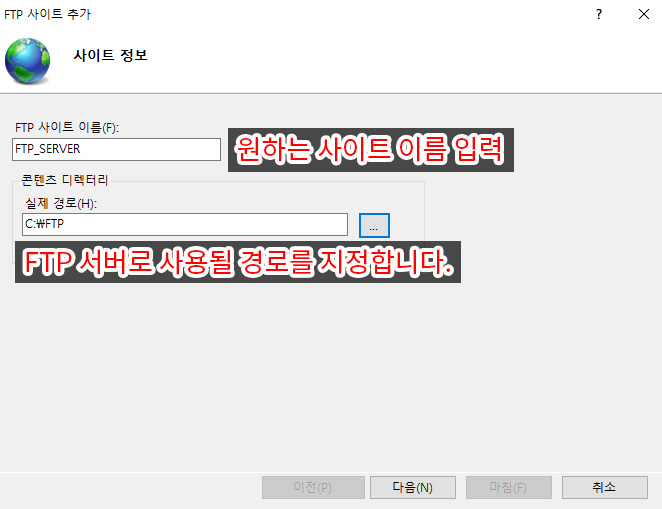 FTP 사이트 추가
?
사이트 정보
FTP 사이트 이름(F):
FTP_SERVER
원하는 사이트 이름 입력
콘텐츠 디렉터리
실제 경로(H):
C:₩FTP
...
FTP 서버로 사용될 경로를 지정합니다.
이전(P)
다음(N)
마침(F)
취소